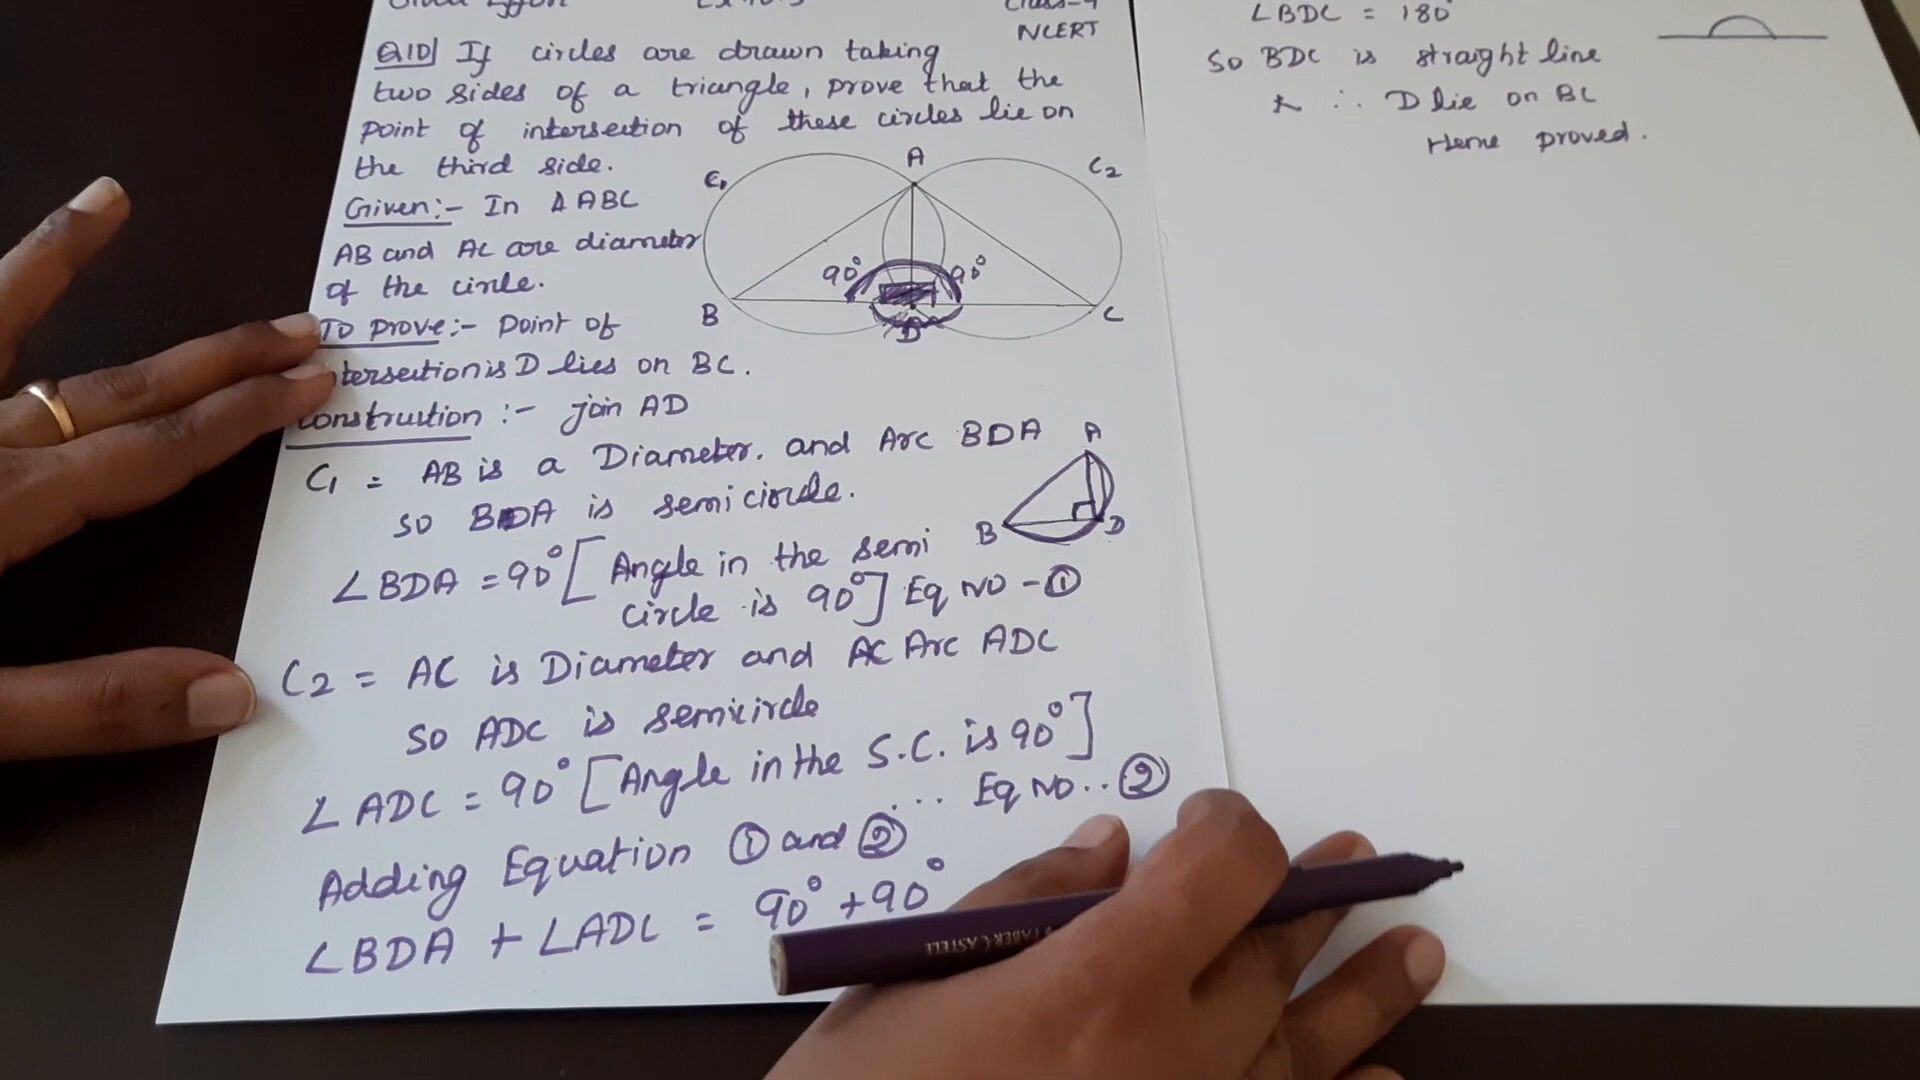 NCERT
Q10] If circles are drawn taking
two sides of a triangle, prove that the
point of intersection of these circles lie on
the third side.
Given:- In ΔABC
AB and AC are diameter
of the circle.
To prove:- Point of
tersection is D lies on BC.
construction :- join AD
C1 = AB is a Diameter. and Arc BDA
so BDA is semicircle.
∠BDA = 90° [Angle in the semi
circle is 90°] Eq NO - ①
C2 = AC is Diameter and AC Arc ADC
so ADC is semicircle
∠ADC = 90° [Angle in the S.C. is 90°]
... Eq NO.. ②
Adding Equation ① and ②
∠BDA + ∠ADC = 90° + 90°
A
C1
C2
90°
90°
B
D
C
A
B
D
FABER-CASTELL
∠BDC = 180°
So BDC is straight line
∴ D lie on BC
Hence proved.